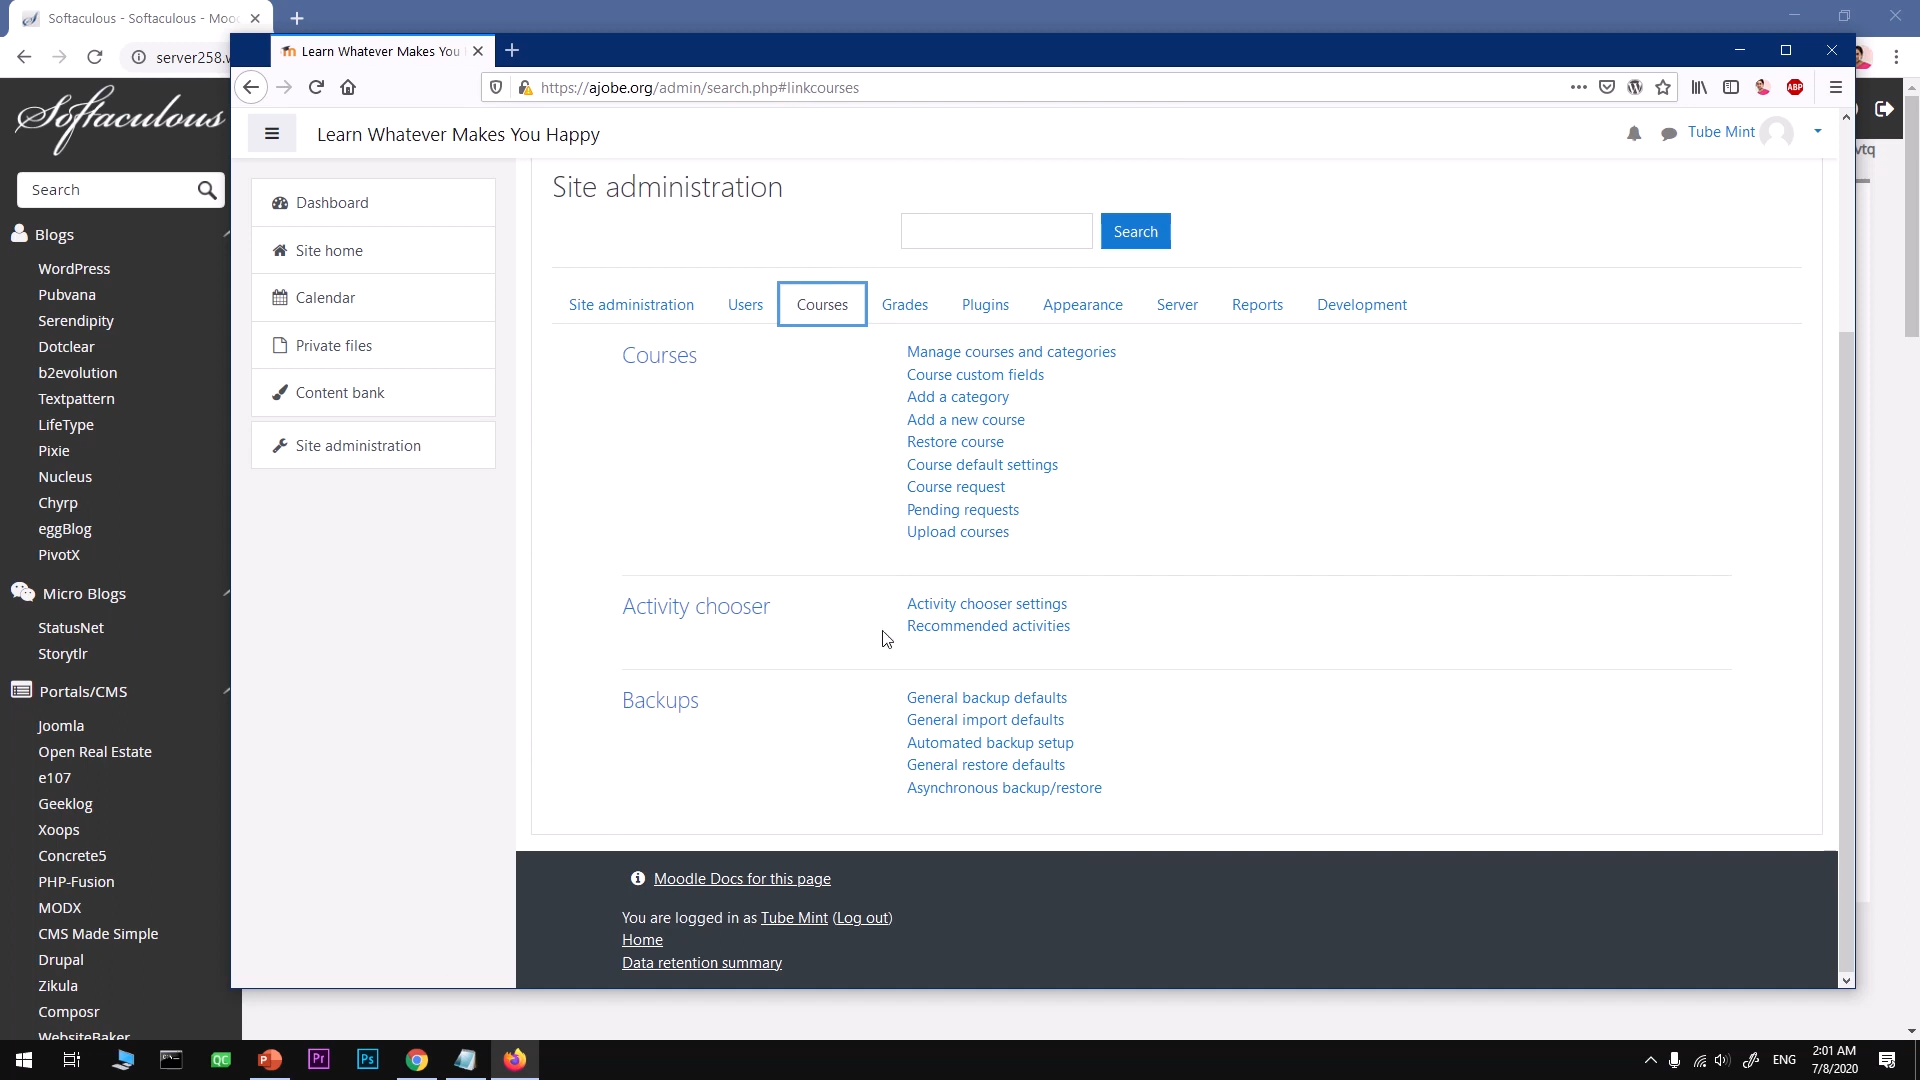 Softaculous - Softaculous - Moo
server258.w
Learn Whatever Makes You
https://ajobe.org/admin/search.php#linkcourses
ABP
Softaculous
Search
Blogs
WordPress
Pubvana
Serendipity
Dotclear
b2evolution
Textpattern
LifeType
Pixie
Nucleus
Chyrp
eggBlog
PivotX
Micro Blogs
StatusNet
Storytlr
Portals/CMS
Joomla
Open Real Estate
e107
Geeklog
Xoops
Concrete5
PHP-Fusion
MODX
CMS Made Simple
Drupal
Zikula
Composr
WebsiteBaker
Learn Whatever Makes You Happy
Tube Mint
vtq
Dashboard
Site home
Calendar
Private files
Content bank
Site administration
Site administration
Search
Site administration Users Courses Grades Plugins Appearance Server Reports Development
Courses
Manage courses and categories
Course custom fields
Add a category
Add a new course
Restore course
Course default settings
Course request
Pending requests
Upload courses
Activity chooser
Activity chooser settings
Recommended activities
Backups
General backup defaults
General import defaults
Automated backup setup
General restore defaults
Asynchronous backup/restore
Moodle Docs for this page
You are logged in as Tube Mint (Log out)
Home
Data retention summary
QC
P
Pr
Ps
ENG
2:01 AM
7/8/2020